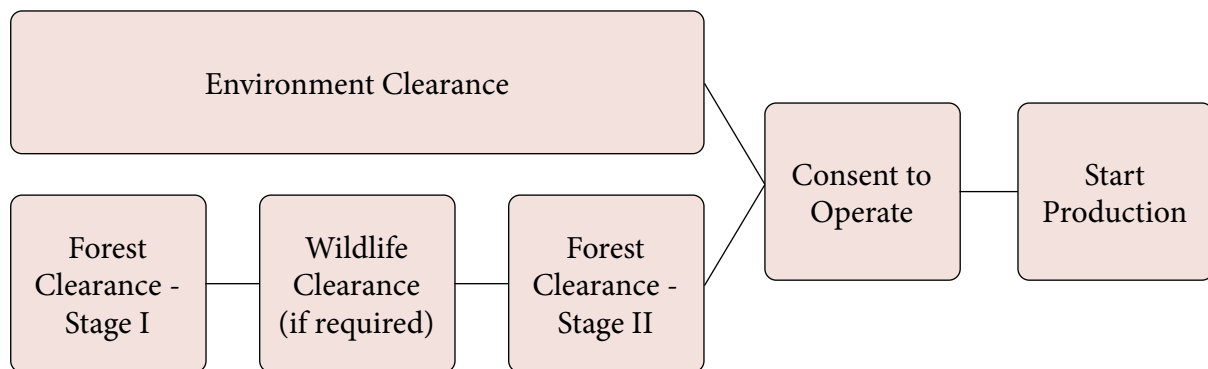 Environment Clearance
Forest
Clearance -
Stage I
Wildlife
Clearance
(if required)
Forest
Clearance -
Stage II
Consent to
Operate
Start
Production